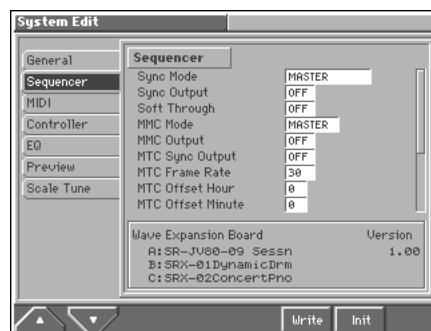 System Edit
General
Sequencer
MIDI
Controller
EQ
Preview
Scale Tune
Sequencer
Sync Mode MASTER
Sync Output OFF
Soft Through OFF
MMC Mode MASTER
MMC Output OFF
MTC Sync Output OFF
MTC Frame Rate 30
MTC Offset Hour 0
MTC Offset Minute 0
Wave Expansion Board Version
A:SR-JV80-09 Sessn 1.00
B:SRX-01DynamicDrm
C:SRX-02ConcertPno
Write Init